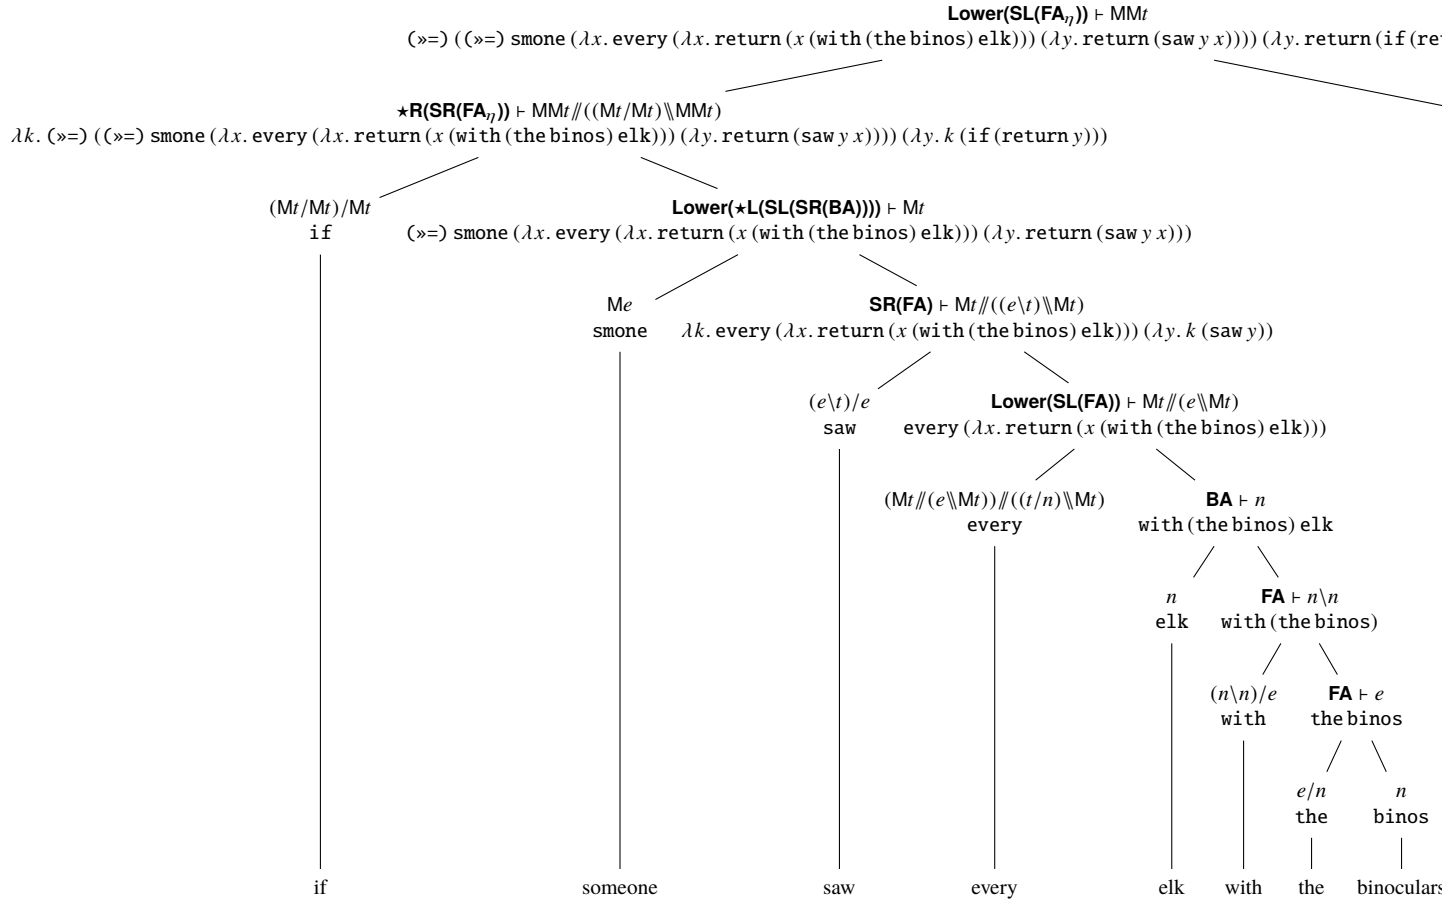 Lower(SL(FA_η)) ⊢ MMt
(»=) ((»=) smone (λx. every (λx. return (x (with (the binos) elk))) (λy. return (saw y x)))) (λy. return (if (ret
★R(SR(FA_η)) ⊢ MMt⫽((Mt/Mt)⑊MMt)
λk. (»=) ((»=) smone (λx. every (λx. return (x (with (the binos) elk))) (λy. return (saw y x)))) (λy. k (if (return y)))
(Mt/Mt)/Mt Lower(★L(SL(SR(BA)))) ⊢ Mt
if (»=) smone (λx. every (λx. return (x (with (the binos) elk))) (λy. return (saw y x)))
Me SR(FA) ⊢ Mt⫽((e\t)⑊Mt)
smone λk. every (λx. return (x (with (the binos) elk))) (λy. k (saw y))
(e\t)/e Lower(SL(FA)) ⊢ Mt⫽(e⑊Mt)
saw every (λx. return (x (with (the binos) elk)))
(Mt⫽(e⑊Mt))⫽((t/n)⑊Mt) BA ⊢ n
every with (the binos) elk
n FA ⊢ n\n
elk with (the binos)
(n\n)/e FA ⊢ e
with the binos
e/n n
the binos
if someone saw every elk with the binoculars